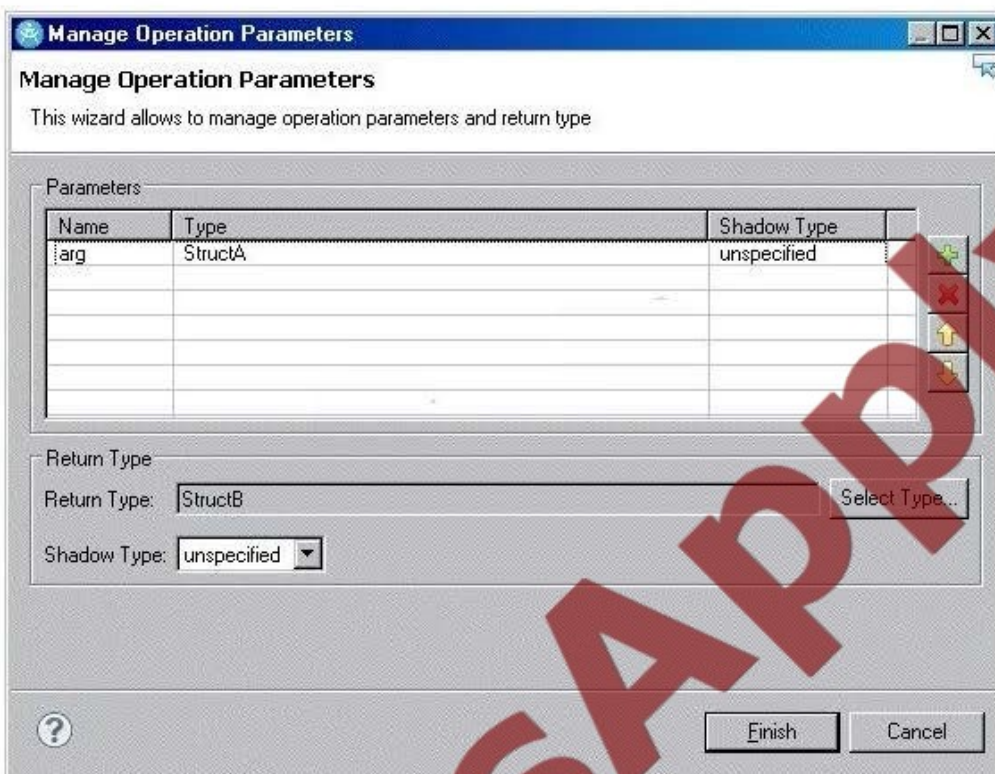 Manage Operation Parameters
Manage Operation Parameters
This wizard allows to manage operation parameters and return type
Parameters
Name Type Shadow Type
arg StructA unspecified
Return Type
Return Type: StructB Select Type...
Shadow Type: unspecified
? Finish Cancel